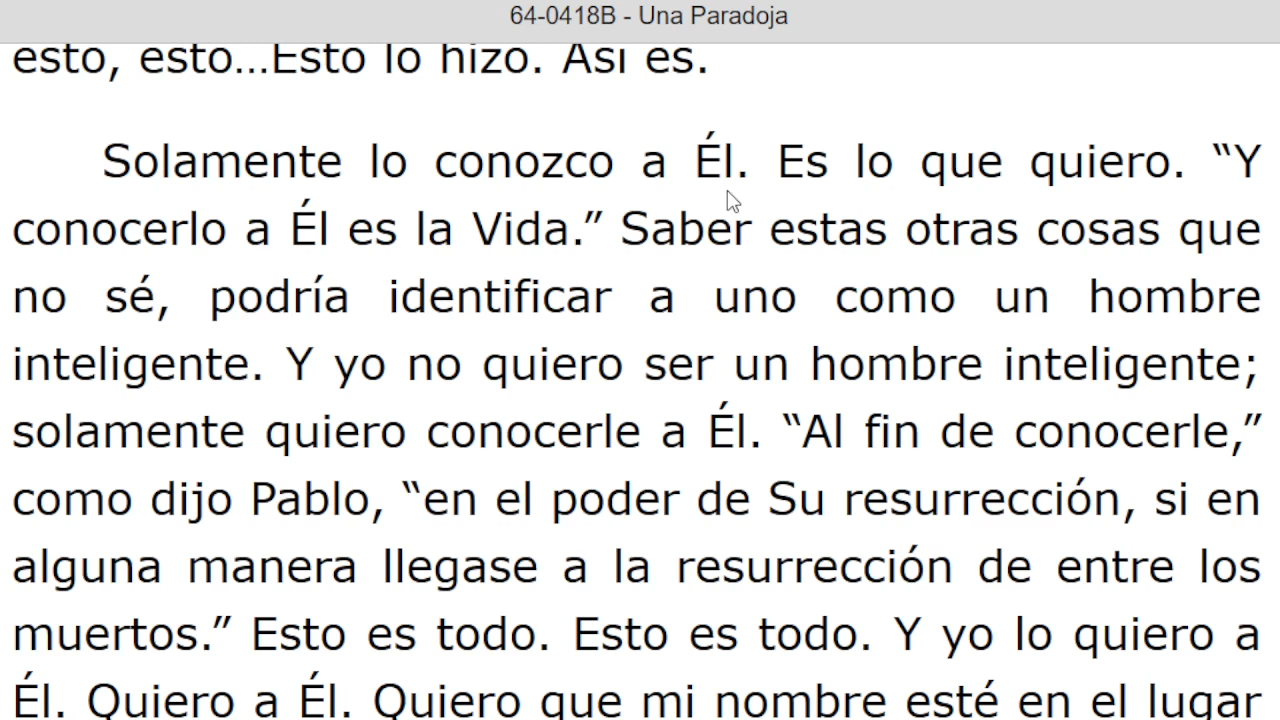 64-0418B - Una Paradoja
esto, esto...Esto lo hizo. Así es.
Solamente lo conozco a Él. Es lo que quiero. “Y
conocerlo a Él es la Vida.” Saber estas otras cosas que
no sé, podría identificar a uno como un hombre
inteligente. Y yo no quiero ser un hombre inteligente;
solamente quiero conocerle a Él. “Al fin de conocerle,”
como dijo Pablo, “en el poder de Su resurrección, si en
alguna manera llegase a la resurrección de entre los
muertos.” Esto es todo. Esto es todo. Y yo lo quiero a
Él. Quiero a Él. Quiero que mi nombre esté en el lugar